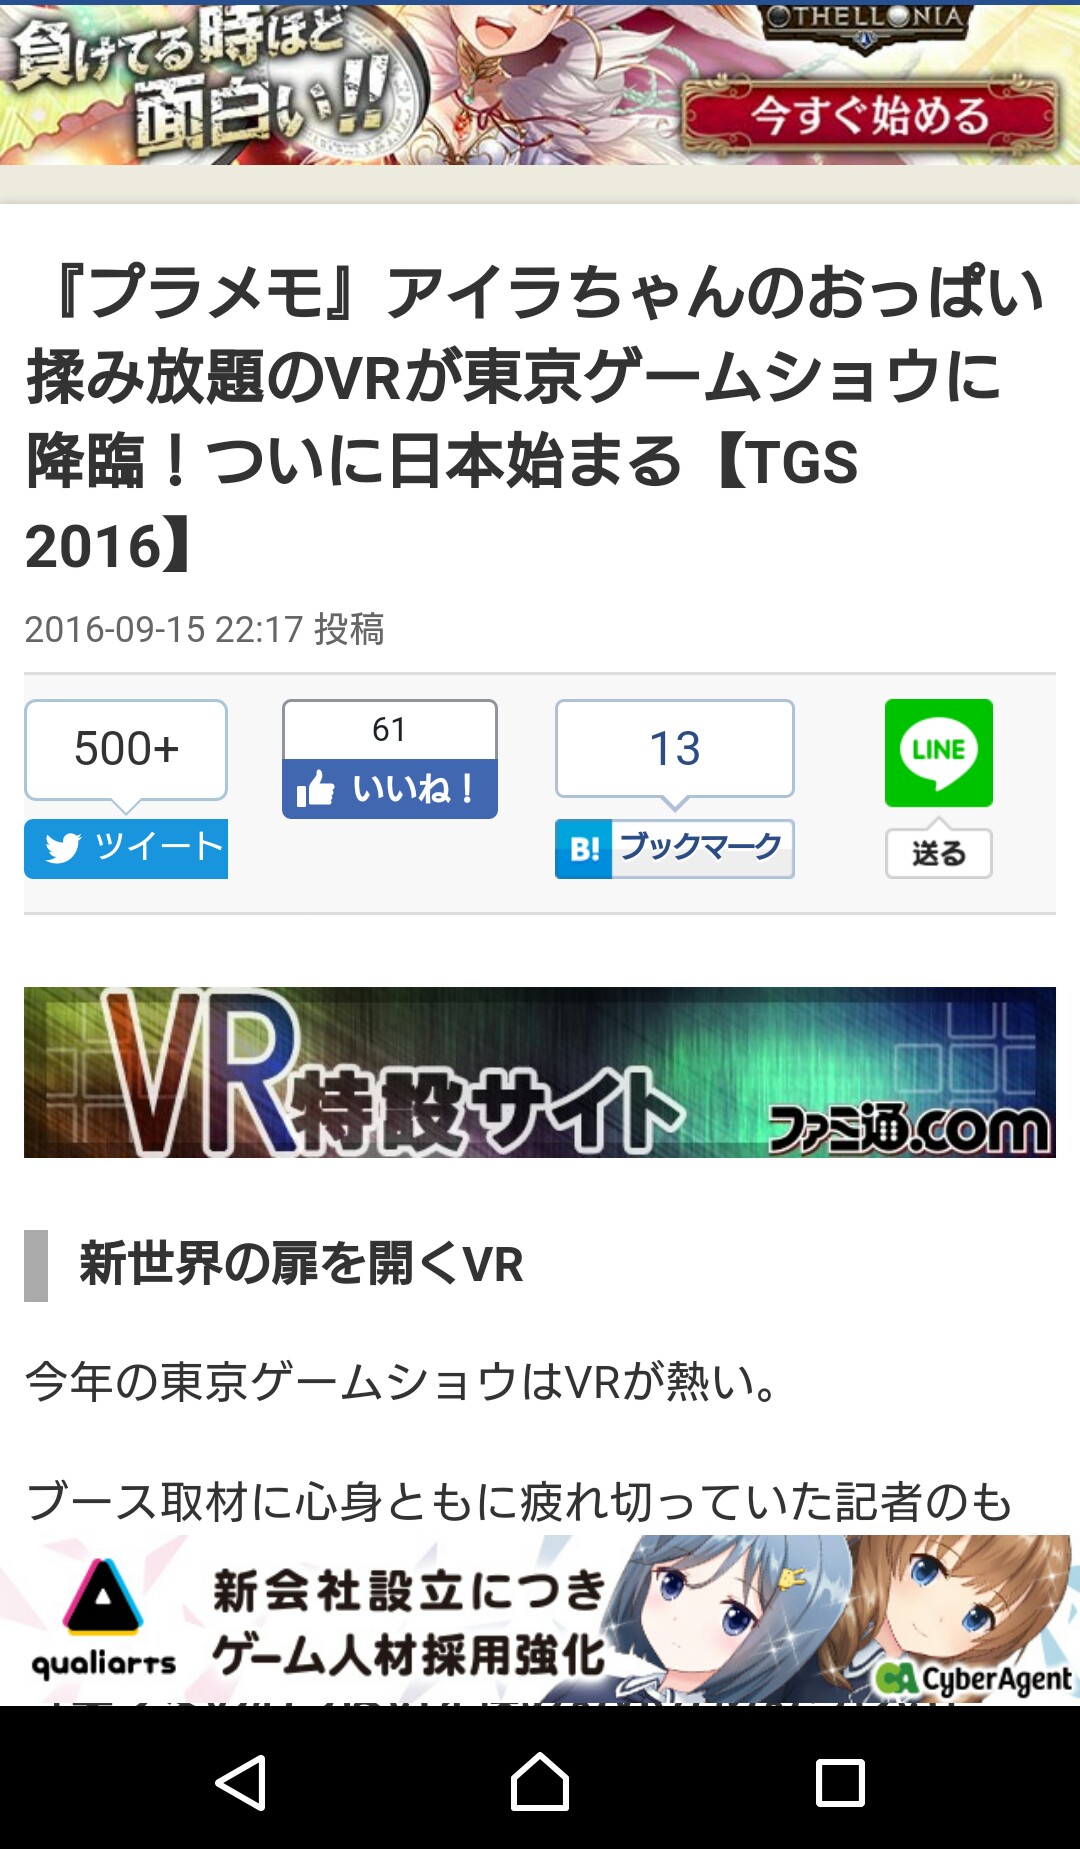 負けてる時ほど
面白い!!
OTHELLONIA
今すぐ始める
『プラメモ』アイラちゃんのおっぱい
揉み放題のVRが東京ゲームショウに
降臨！ついに日本始まる【TGS
2016】
2016-09-15 22:17 投稿
500+
61
13
LINE
いいね！
ツイート
B!
ブックマーク
送る
VR特設サイト
ファミ通.com
新世界の扉を開くVR
今年の東京ゲームショウはVRが熱い。
ブース取材に心身ともに疲れ切っていた記者のも
新会社設立につき
ゲーム人材採用強化
qualiarts
CA CyberAgent